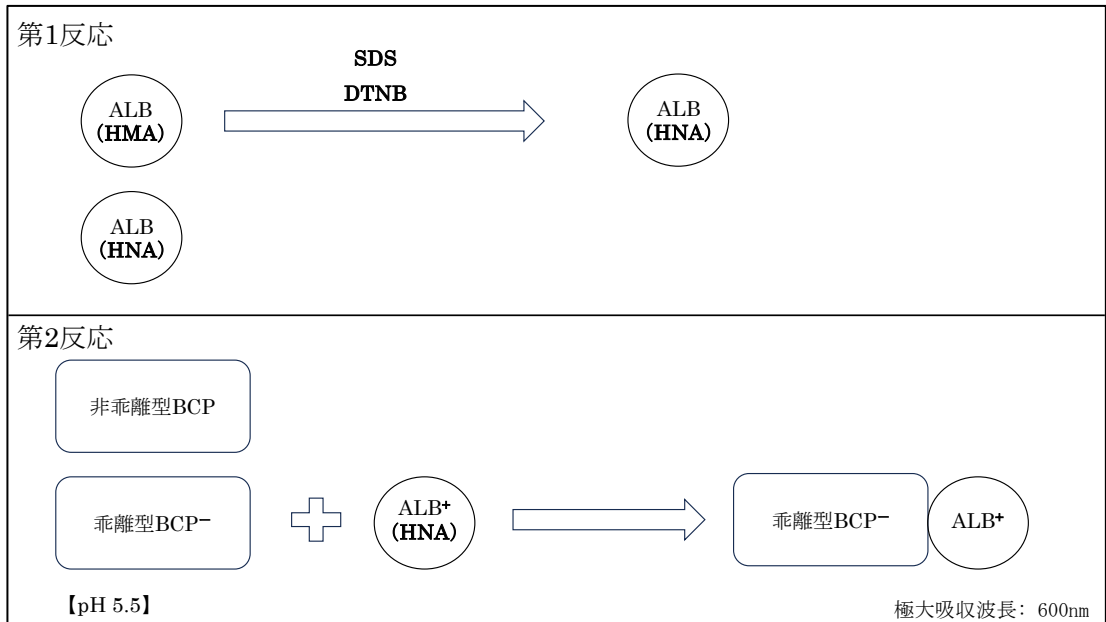 第1反応
SDS
DTNB
ALB
(HMA)
ALB
(HNA)
ALB
(HNA)
第2反応
非乖離型BCP
乖離型BCP⁻
ALB⁺
(HNA)
乖離型BCP⁻
ALB⁺
【pH 5.5】
極大吸収波長: 600nm